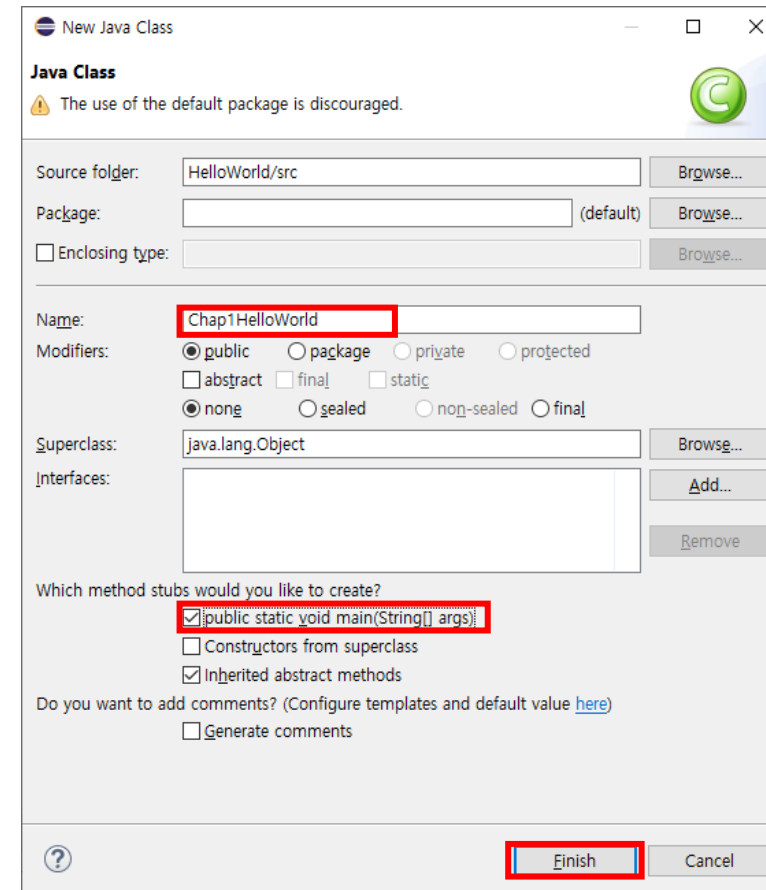 New Java Class
Java Class
The use of the default package is discouraged.
Source folder: HelloWorld/src Browse...
Package: (default) Browse...
Enclosing type: Browse...
Name: Chap1HelloWorld
Modifiers: public package private protected
abstract final static
none sealed non-sealed final
Superclass: java.lang.Object Browse...
Interfaces: Add...
Remove
Which method stubs would you like to create?
public static void main(String[] args)
Constructors from superclass
Inherited abstract methods
Do you want to add comments? (Configure templates and default value here)
Generate comments
? Finish Cancel